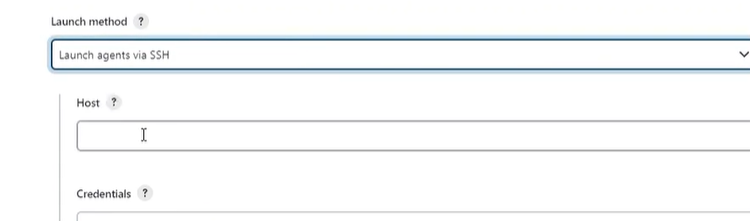 Launch method ?
Launch agents via SSH
Host ?
Credentials ?